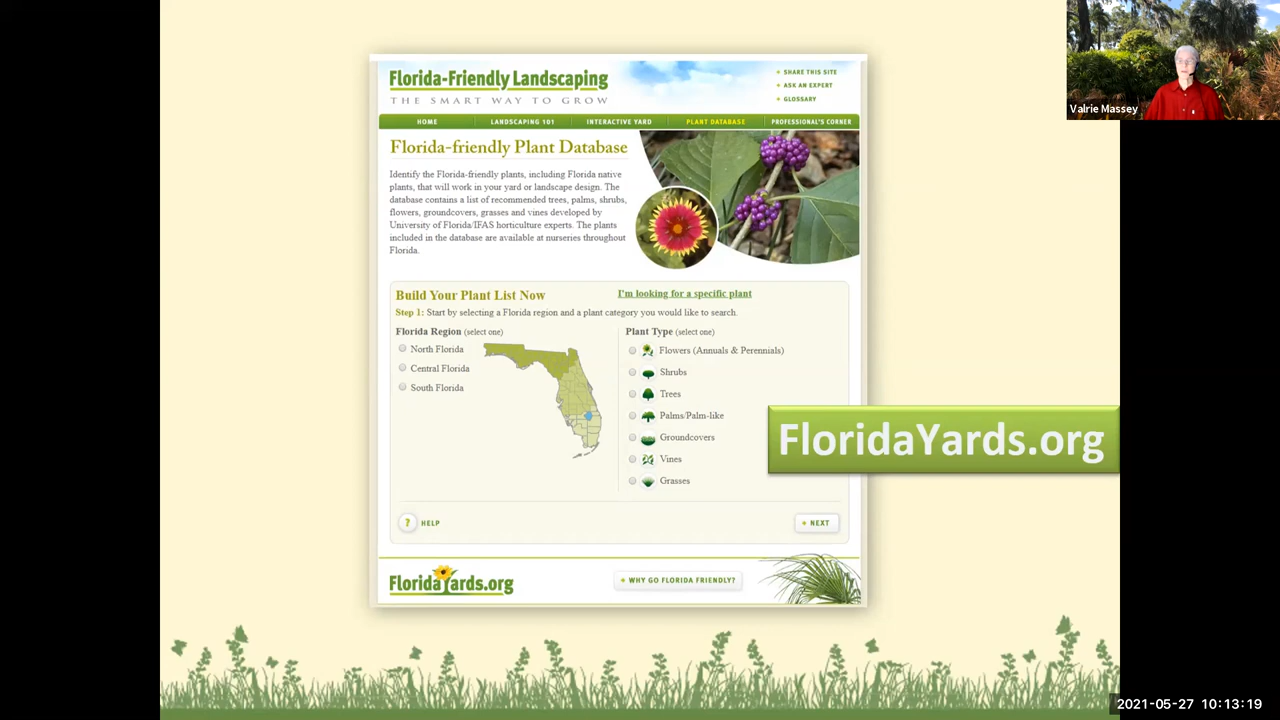 Valrie Massey
Florida-Friendly Landscaping
THE SMART WAY TO GROW
SHARE THIS SITE
ASK AN EXPERT
GLOSSARY
HOME LANDSCAPING 101 INTERACTIVE YARD PLANT DATABASE PROFESSIONAL'S CORNER
Florida-friendly Plant Database
Identify the Florida-friendly plants, including Florida native
plants, that will work in your yard or landscape design. The
database contains a list of recommended trees, palms, shrubs,
flowers, groundcovers, grasses and vines developed by
University of Florida/IFAS horticulture experts. The plants
included in the database are available at nurseries throughout
Florida.
Build Your Plant List Now
I'm looking for a specific plant
Step 1: Start by selecting a Florida region and a plant category you would like to search.
Florida Region (select one)
North Florida
Central Florida
South Florida
Plant Type (select one)
Flowers (Annuals & Perennials)
Shrubs
Trees
Palms/Palm-like
Groundcovers
Vines
Grasses
FloridaYards.org
? HELP
NEXT
FloridaYards.org
WHY GO FLORIDA FRIENDLY?
2021-05-27 10:13:19